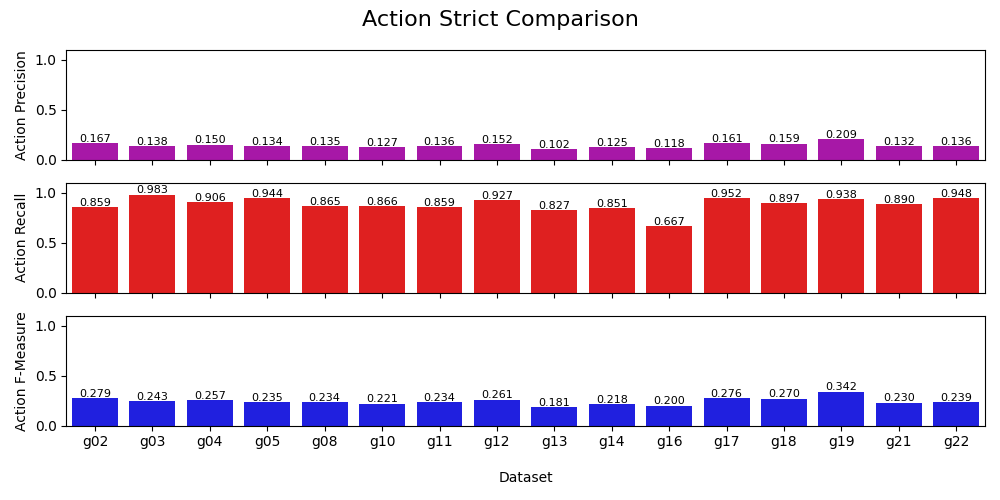 Action Strict Comparison
Action Precision
1.0
0.5
0.0
0.167 0.138 0.150 0.134 0.135 0.127 0.136 0.152 0.102 0.125 0.118 0.161 0.159 0.209 0.132 0.136
Action Recall
1.0
0.5
0.0
0.859 0.983 0.906 0.944 0.865 0.866 0.859 0.927 0.827 0.851 0.667 0.952 0.897 0.938 0.890 0.948
Action F-Measure
1.0
0.5
0.0
0.279 0.243 0.257 0.235 0.234 0.221 0.234 0.261 0.181 0.218 0.200 0.276 0.270 0.342 0.230 0.239
g02 g03 g04 g05 g08 g10 g11 g12 g13 g14 g16 g17 g18 g19 g21 g22
Dataset